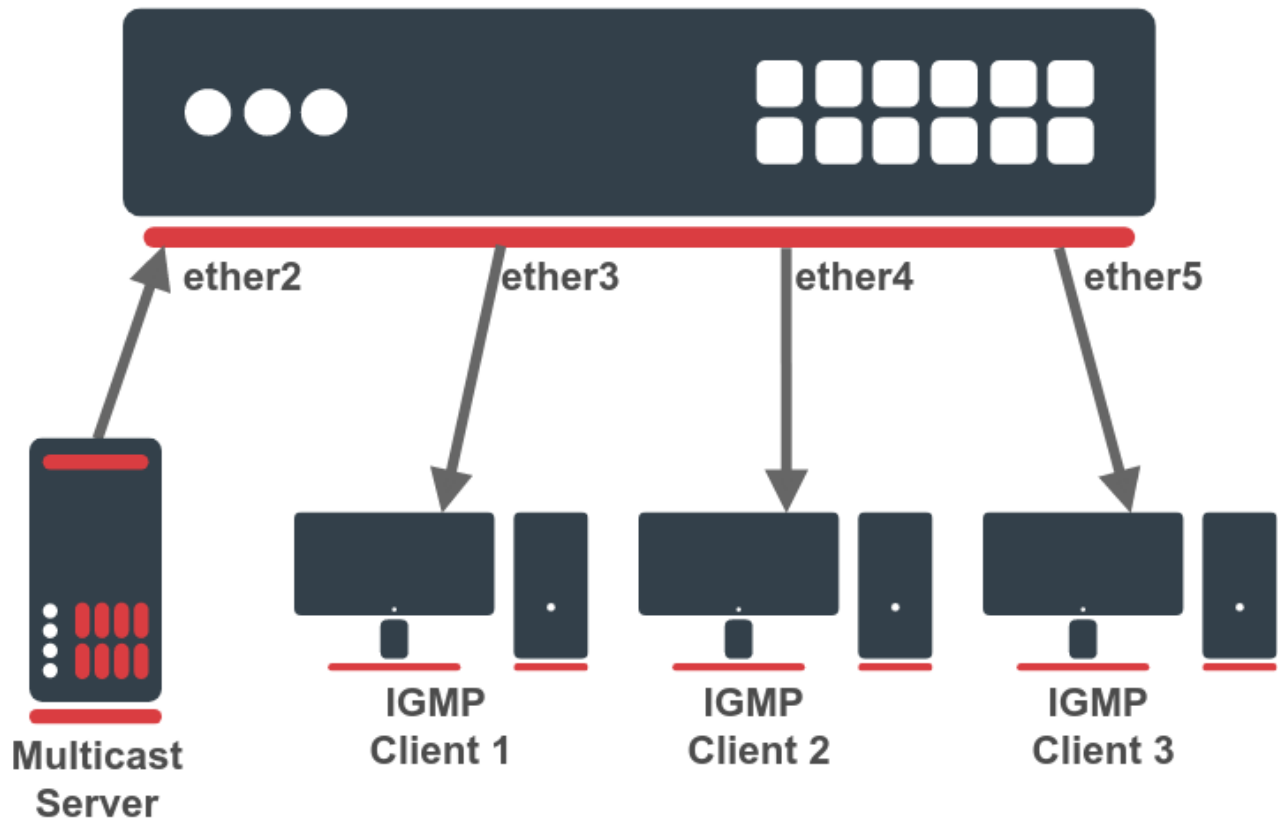 ether2
ether3
ether4
ether5
Multicast
Server
IGMP
Client 1
IGMP
Client 2
IGMP
Client 3